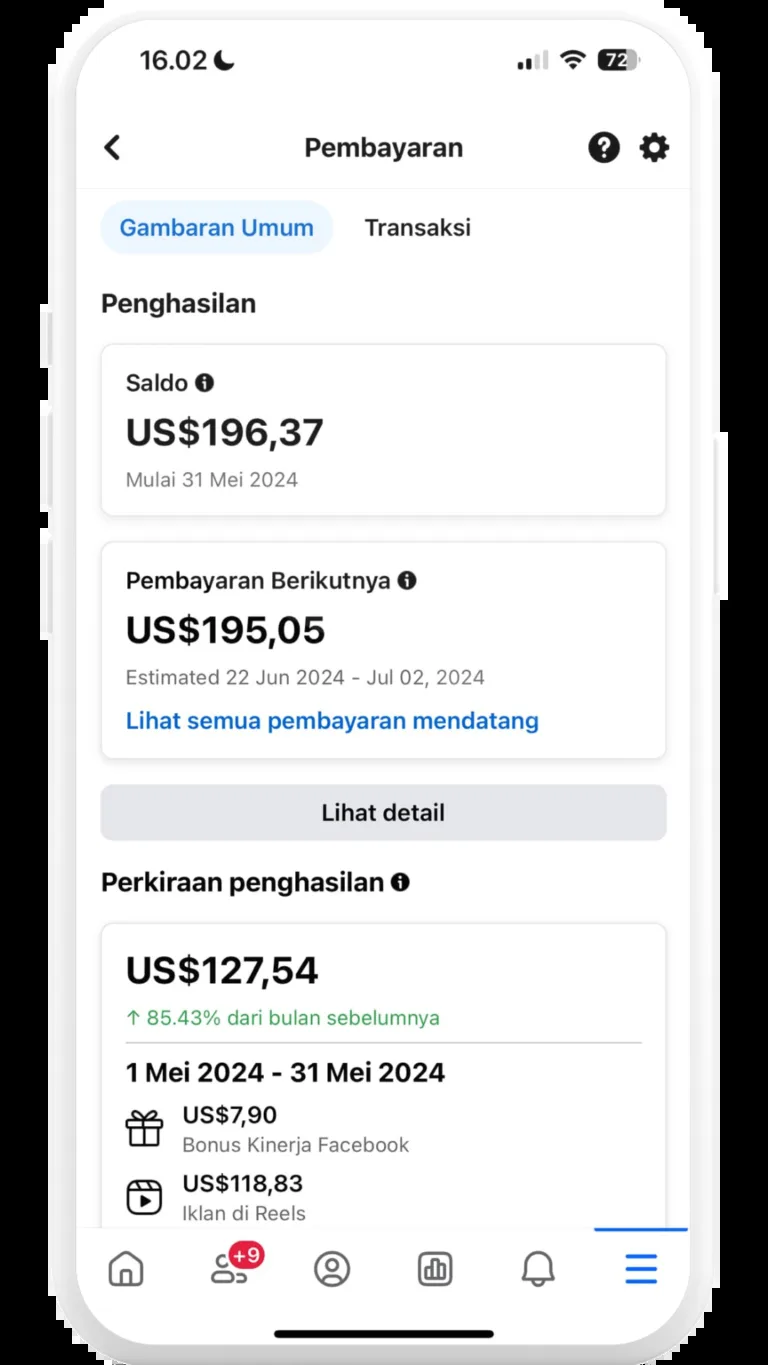 16.02
72
Pembayaran
Gambaran Umum
Transaksi
Penghasilan
Saldo
US$196,37
Mulai 31 Mei 2024
Pembayaran Berikutnya
US$195,05
Estimated 22 Jun 2024 - Jul 02, 2024
Lihat semua pembayaran mendatang
Lihat detail
Perkiraan penghasilan
US$127,54
↑ 85.43% dari bulan sebelumnya
1 Mei 2024 - 31 Mei 2024
US$7,90
Bonus Kinerja Facebook
US$118,83
Iklan di Reels
+9